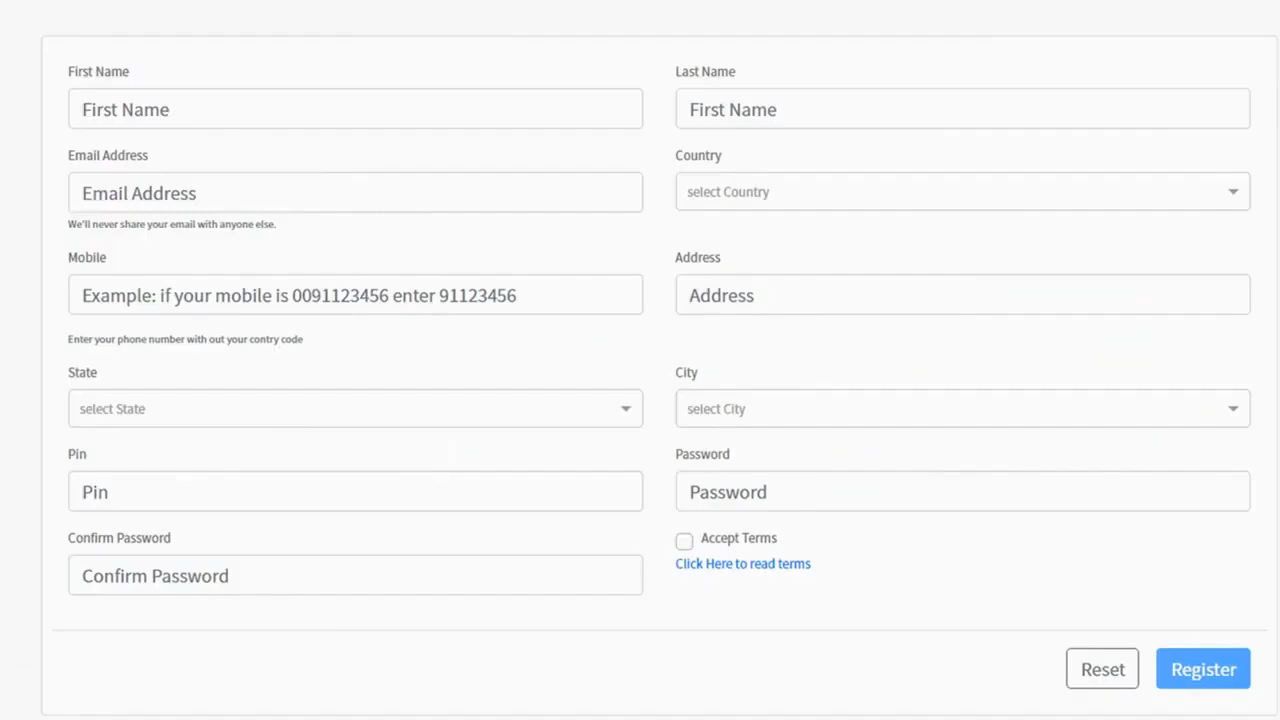 First Name
Last Name
First Name
First Name
Email Address
Country
Email Address
select Country
We'll never share your email with anyone else.
Mobile
Address
Example: if your mobile is 0091123456 enter 91123456
Address
Enter your phone number with out your contry code
State
City
select State
select City
Pin
Password
Pin
Password
Confirm Password
Accept Terms
Click Here to read terms
Confirm Password
Reset
Register